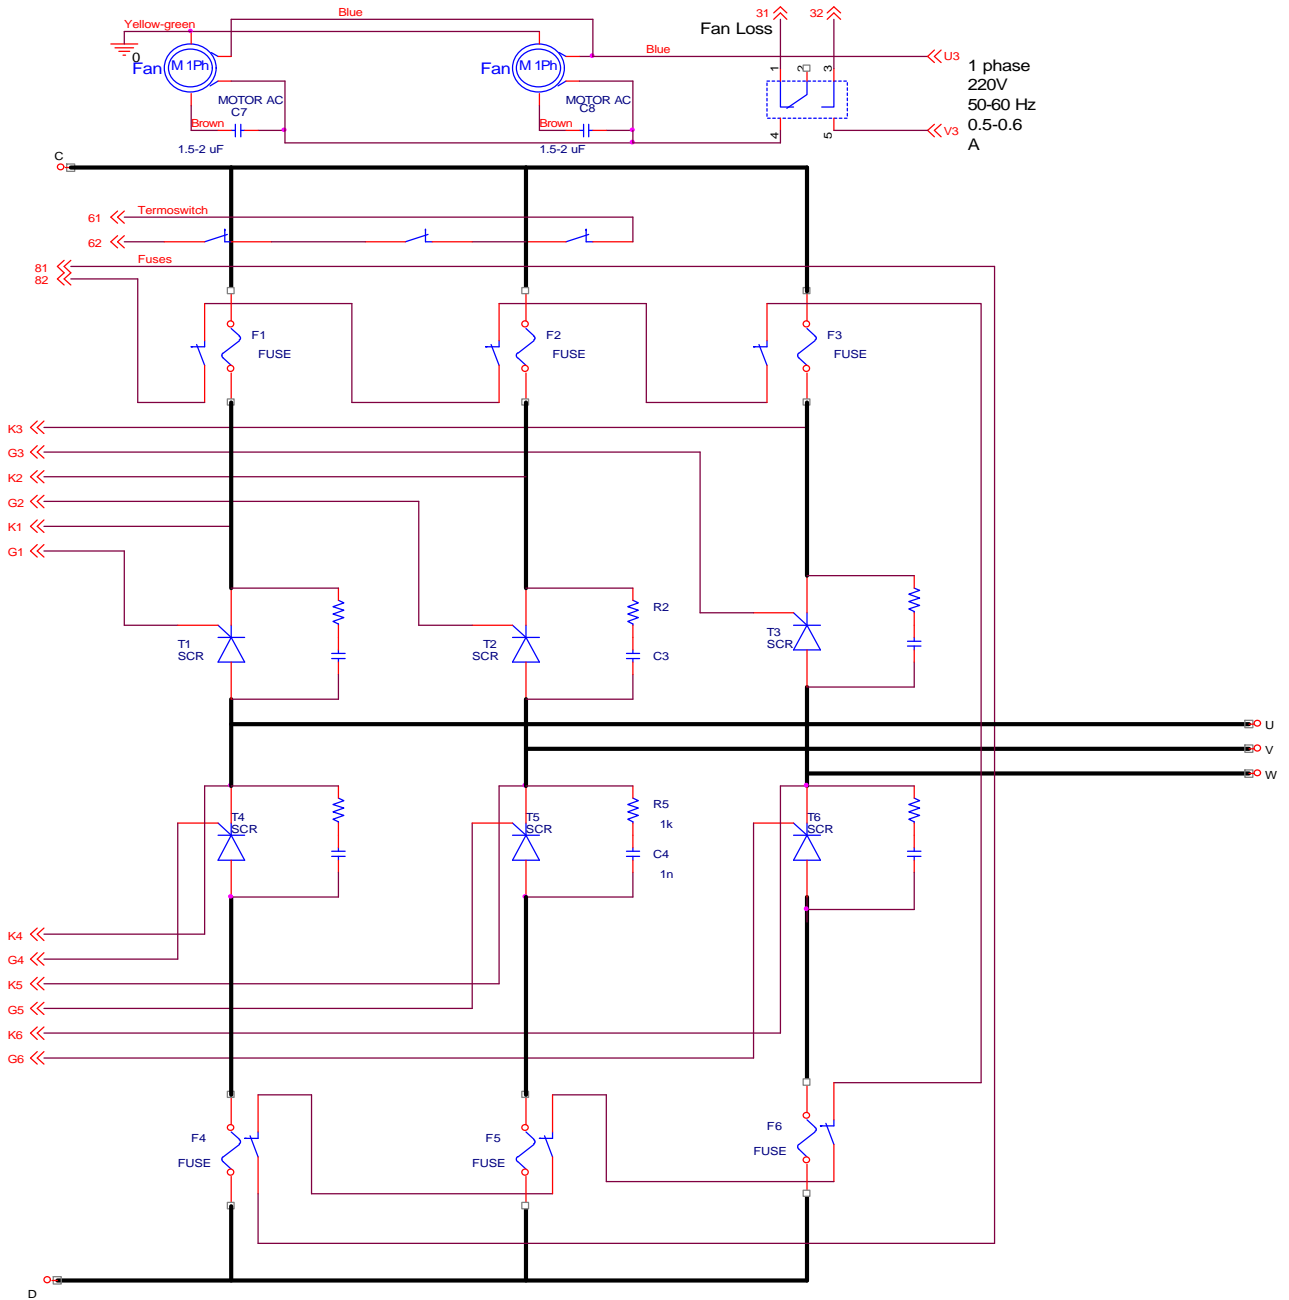 31 32
Blue
Yellow-green
Fan Loss
0
Fan M 1Ph
Fan M 1Ph
Blue
U3
1 phase
220V
50-60 Hz
0.5-0.6
A
1 2 3
MOTOR AC
C7
MOTOR AC
C8
Brown
Brown
4 5
V3
1.5-2 uF
1.5-2 uF
C
61 Termoswitch
62
81 Fuses
82
F1
FUSE
F2
FUSE
F3
FUSE
K3
G3
K2
G2
K1
G1
T1
SCR
T2
SCR
R2
C3
T3
SCR
U
V
W
T4
SCR
T5
SCR
R5
1k
C4
1n
T6
SCR
K4
G4
K5
G5
K6
G6
F4
FUSE
F5
FUSE
F6
FUSE
D